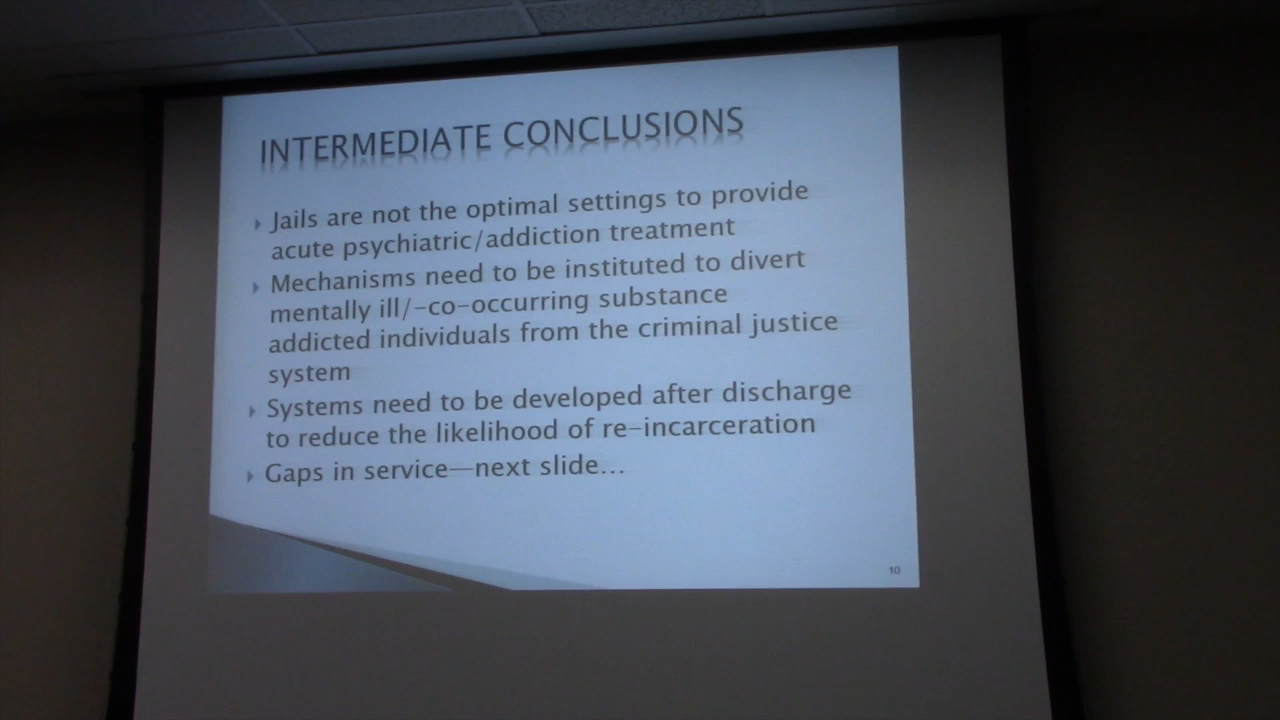 INTERMEDIATE CONCLUSIONS
Jails are not the optimal settings to provide
acute psychiatric/addiction treatment
Mechanisms need to be instituted to divert
mentally ill/-co-occurring substance
addicted individuals from the criminal justice
system
Systems need to be developed after discharge
to reduce the likelihood of re-incarceration
Gaps in service—next slide...
10